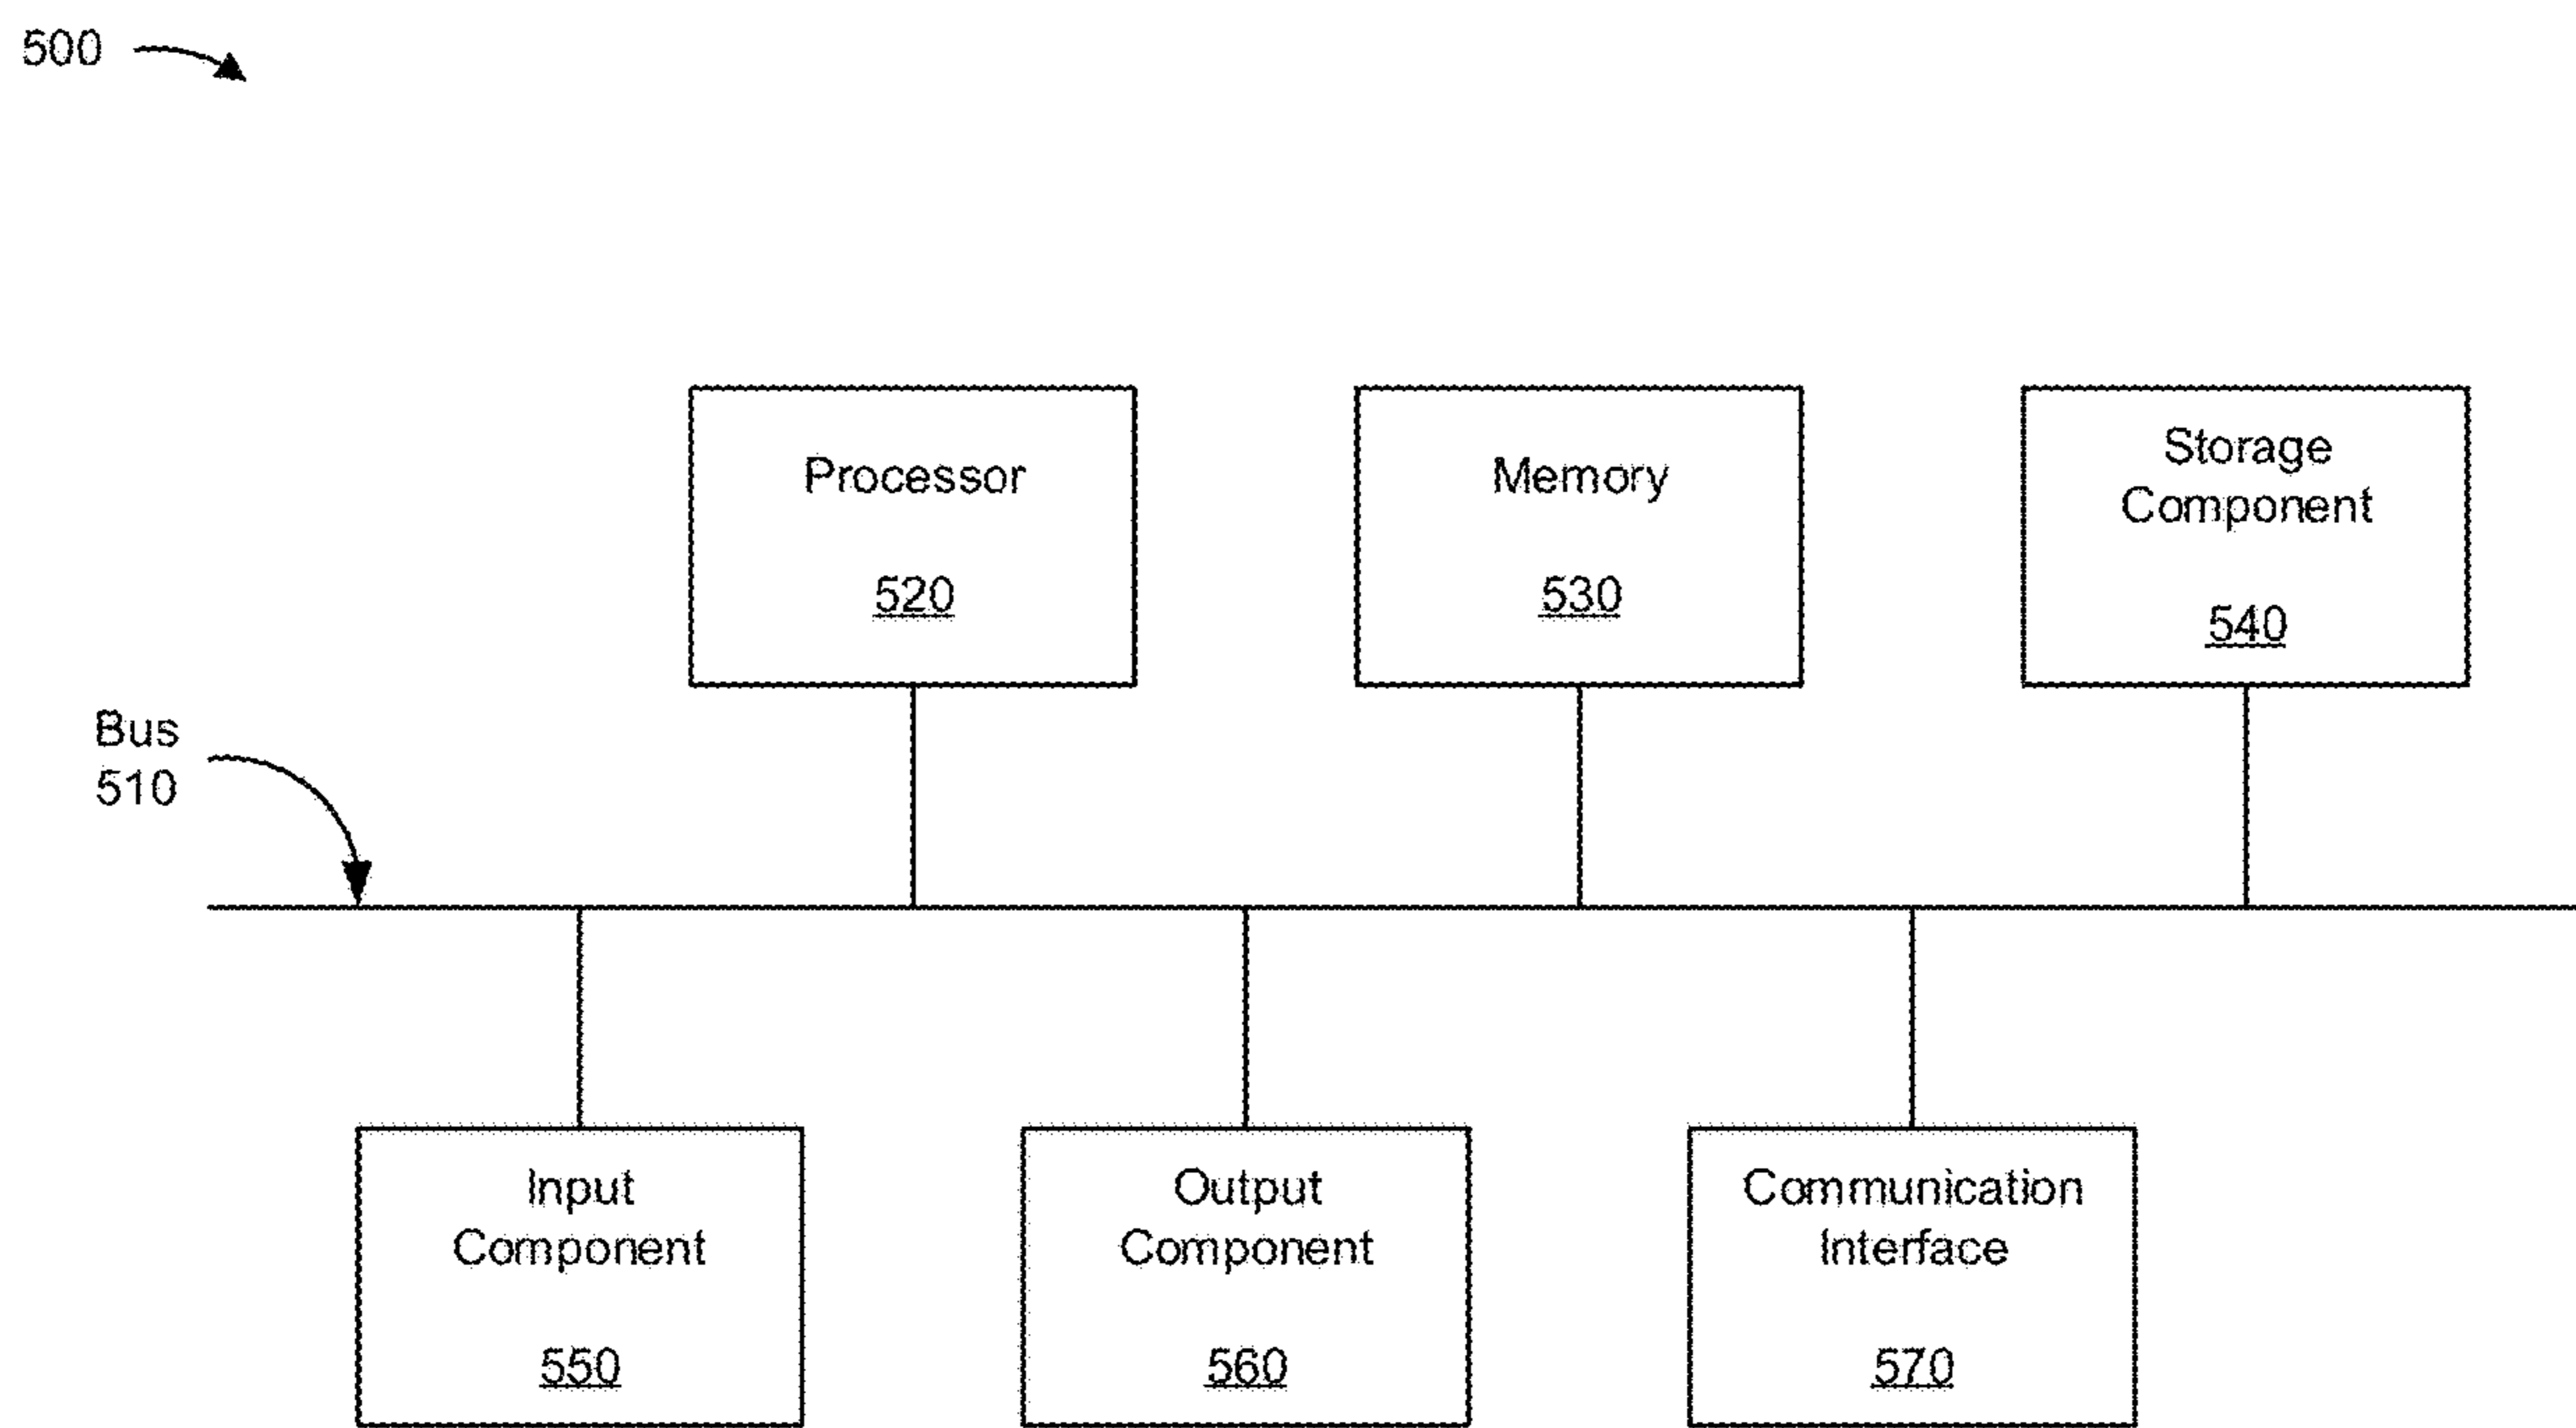 500
Processor
520
Memory
530
Storage
Component
540
Bus
510
Input
Component
550
Output
Component
560
Communication
Interface
570